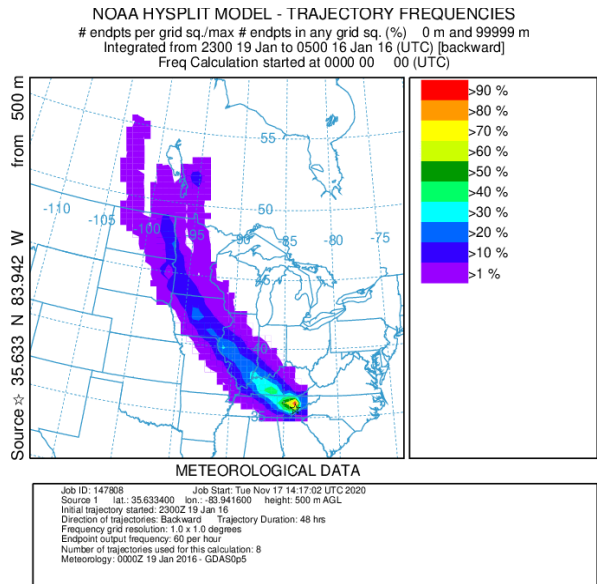 NOAA HYSPLIT MODEL - TRAJECTORY FREQUENCIES
# endpts per grid sq./max # endpts in any grid sq. (%) 0 m and 99999 m
Integrated from 2300 19 Jan to 0500 16 Jan 16 (UTC) [backward]
Freq Calculation started at 0000 00 00 (UTC)
Source ☆ 35.633 N 83.942 W from 500 m
>90 %
>80 %
>70 %
>60 %
>50 %
>40 %
>30 %
>20 %
>10 %
>1 %
55
50
-110
-105
-100
-95
-90
-85
-80
-75
45
40
METEOROLOGICAL DATA
Job ID: 147808 Job Start: Tue Nov 17 14:17:02 UTC 2020
Source 1 lat.: 35.633400 lon.: -83.941600 height: 500 m AGL
Initial trajectory started: 2300Z 19 Jan 16
Direction of trajectories: Backward Trajectory Duration: 48 hrs
Frequency grid resolution: 1.0 x 1.0 degrees
Endpoint output frequency: 60 per hour
Number of trajectories used for this calculation: 8
Meteorology: 0000Z 19 Jan 2016 - GDAS0p5